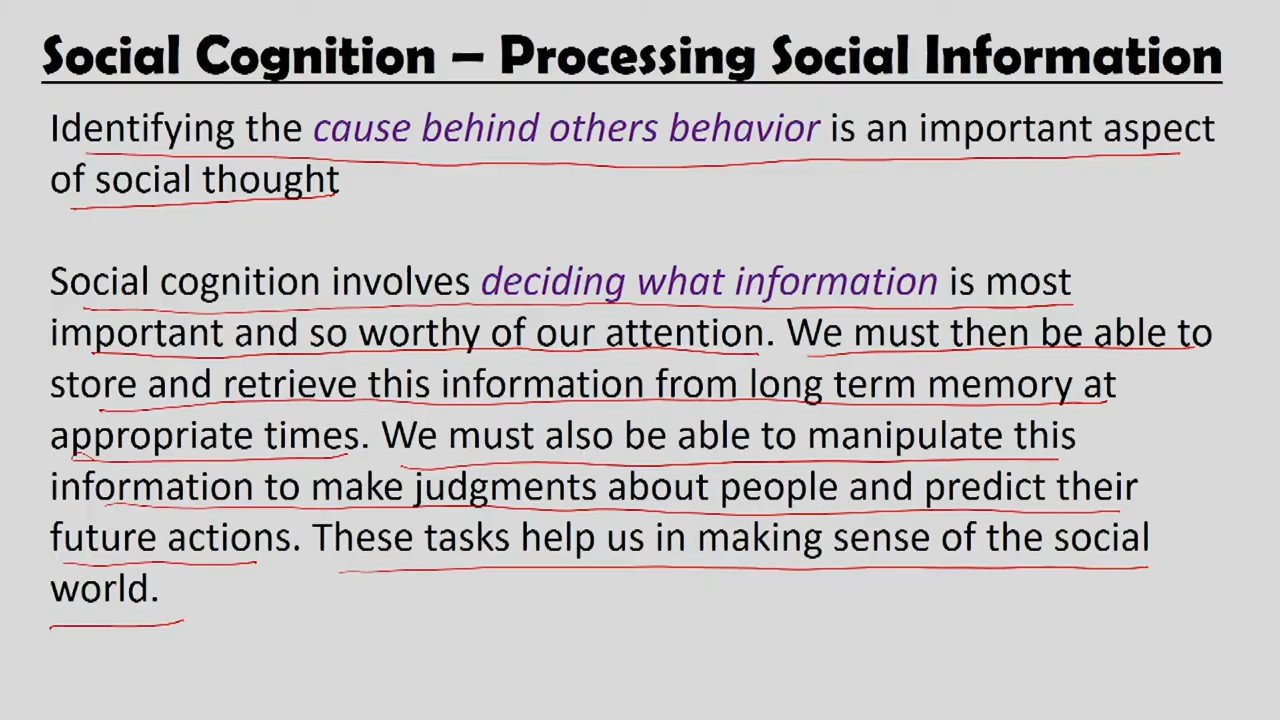 Social Cognition – Processing Social Information
Identifying the cause behind others behavior is an important aspect
of social thought
Social cognition involves deciding what information is most
important and so worthy of our attention. We must then be able to
store and retrieve this information from long term memory at
appropriate times. We must also be able to manipulate this
information to make judgments about people and predict their
future actions. These tasks help us in making sense of the social
world.